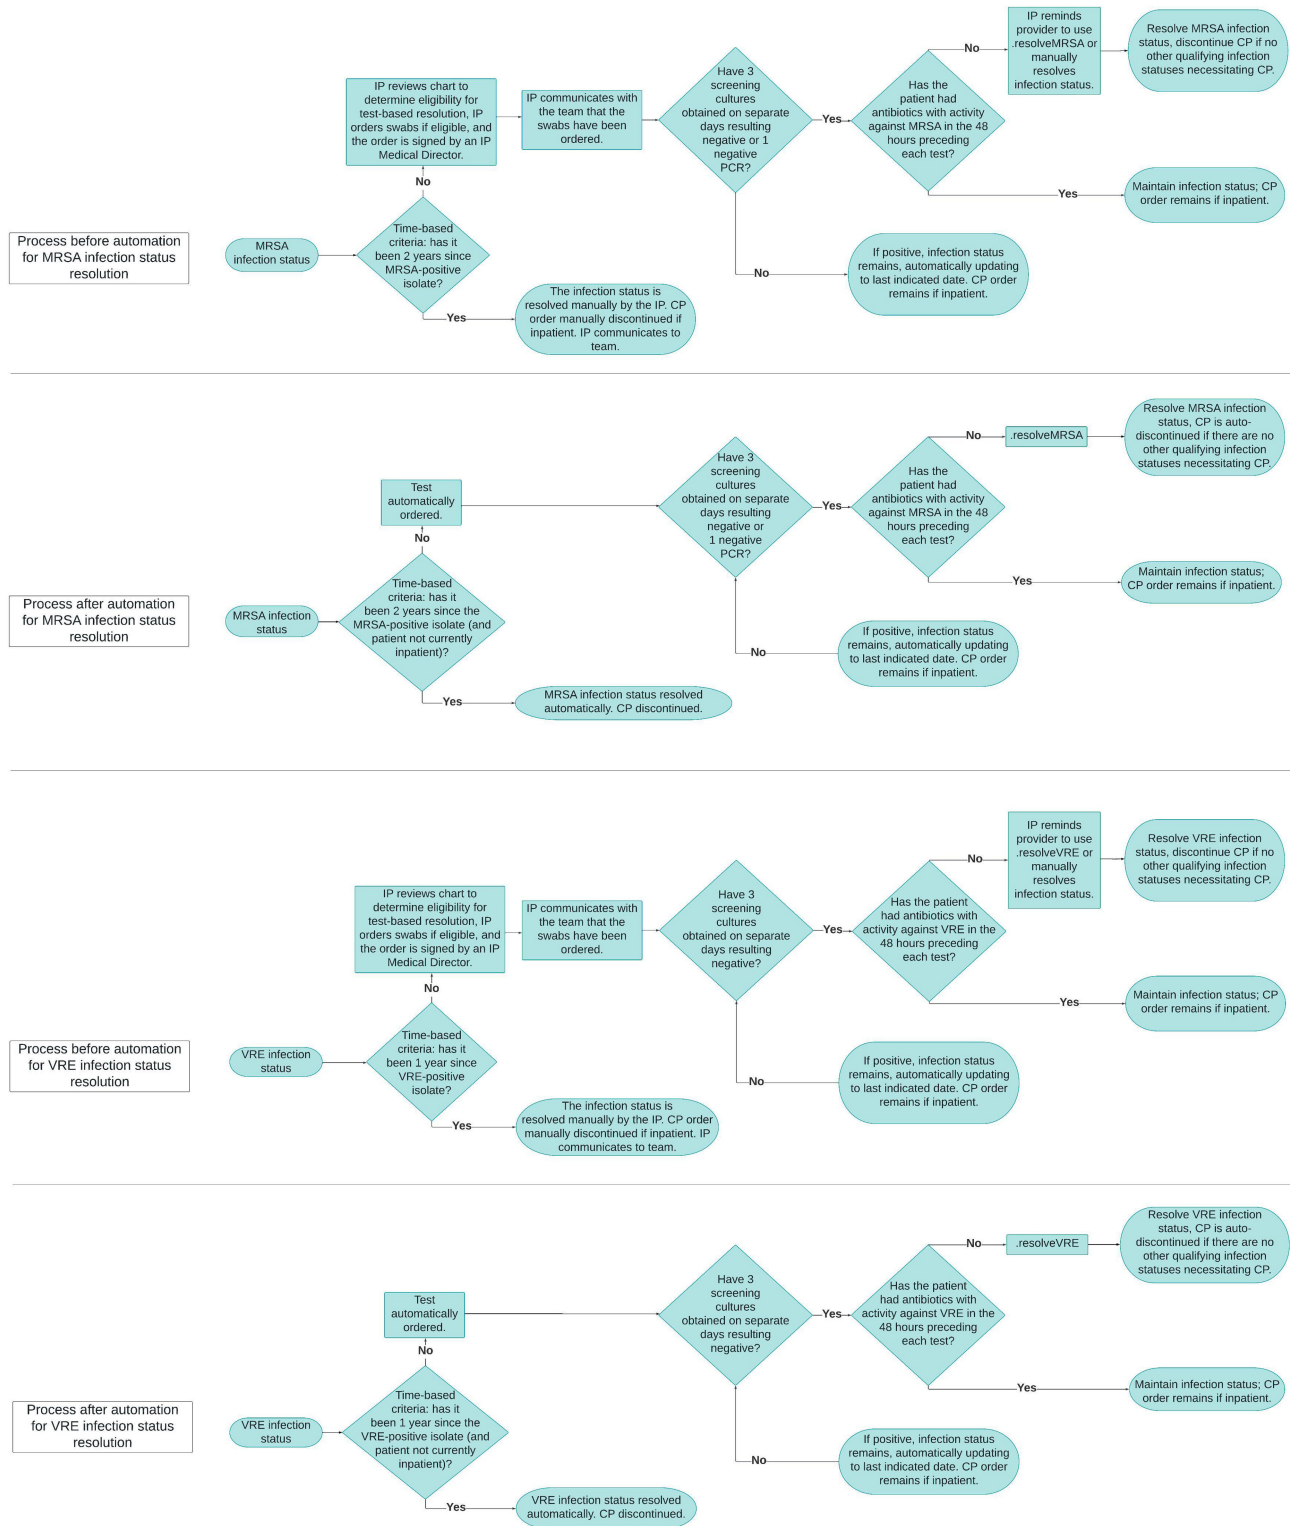 Process before automation
for MRSA infection status
resolution
MRSA
infection status
Time-based
criteria: has it
been 2 years since
MRSA-positive
isolate?
No
IP reviews chart to
determine eligibility for
test-based resolution, IP
orders swabs if eligible, and
the order is signed by an IP
Medical Director.
IP communicates with
the team that the
swabs have been
ordered.
Yes
The infection status is
resolved manually by the IP. CP
order manually discontinued if
inpatient. IP communicates to
team.
Have 3
screening
cultures
obtained on separate
days resulting
negative or 1
negative
PCR?
No
If positive, infection status
remains, automatically updating
to last indicated date. CP order
remains if inpatient.
Yes
Has the
patient had
antibiotics with activity
against MRSA in the 48
hours preceding
each test?
No
IP reminds
provider to use
.resolveMRSA or
manually
resolves
infection status.
Resolve MRSA infection
status, discontinue CP if no
other qualifying infection
statuses necessitating CP.
Yes
Maintain infection status; CP
order remains if inpatient.
Process after automation
for MRSA infection status
resolution
MRSA infection
status
Time-based
criteria: has it
been 2 years since the
MRSA-positive isolate (and
patient not currently
inpatient)?
No
Test
automatically
ordered.
Yes
MRSA infection status resolved
automatically. CP discontinued.
Have 3
screening
cultures
obtained on separate
days resulting
negative or
1 negative
PCR?
No
If positive, infection status
remains, automatically updating
to last indicated date. CP order
remains if inpatient.
Yes
Has the
patient had
antibiotics with activity
against MRSA in the 48
hours preceding
each test?
No
.resolveMRSA
Resolve MRSA infection
status, CP is auto-
discontinued if there are no
other qualifying infection
statuses necessitating CP.
Yes
Maintain infection status;
CP order remains if inpatient.
Process before automation
for VRE infection status
resolution
VRE infection
status
Time-based
criteria: has it
been 1 year since
VRE-positive
isolate?
No
IP reviews chart to
determine eligibility for
test-based resolution, IP
orders swabs if eligible, and
the order is signed by an IP
Medical Director.
IP communicates with
the team that the
swabs have been
ordered.
Yes
The infection status is
resolved manually by the IP. CP order
manually discontinued if inpatient. IP
communicates to team.
Have 3
screening
cultures
obtained on separate
days resulting
negative?
No
If positive, infection status
remains, automatically updating
to last indicated date. CP order
remains if inpatient.
Yes
Has the patient
had antibiotics with
activity against VRE in the
48 hours preceding
each test?
No
IP reminds
provider to use
.resolveVRE or
manually
resolves
infection status.
Resolve VRE infection
status, discontinue CP if no
other qualifying infection
statuses necessitating CP.
Yes
Maintain infection status; CP
order remains if inpatient.
Process after automation
for VRE infection status
resolution
VRE infection
status
Time-based
criteria: has it
been 1 year since the
VRE-positive isolate (and
patient not currently
inpatient)?
No
Test
automatically
ordered.
Yes
VRE infection status resolved
automatically. CP discontinued.
Have 3
screening
cultures
obtained on separate
days resulting
negative?
No
If positive, infection status
remains, automatically updating
to last indicated date. CP order
remains if inpatient.
Yes
Has the patient
had antibiotics with
activity against VRE in the
48 hours preceding
each test?
No
.resolveVRE
Resolve VRE infection
status, CP is auto-
discontinued if there are no
other qualifying infection
statuses necessitating CP.
Yes
Maintain infection status; CP
order remains if inpatient.